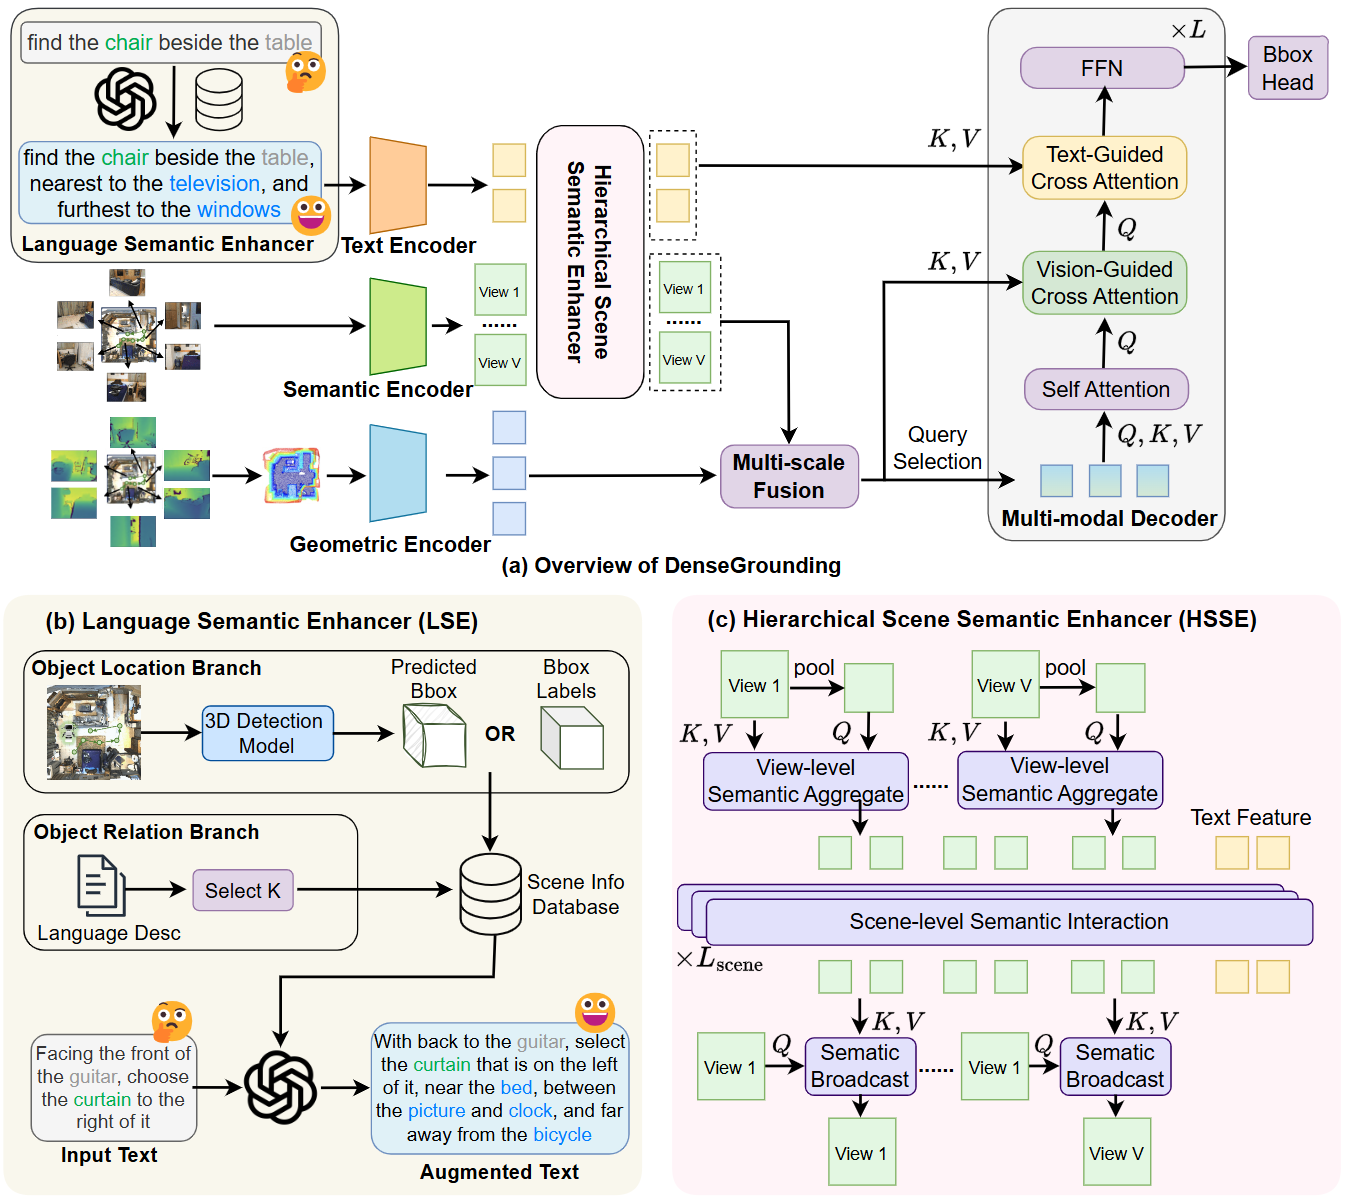 find the chair beside the table
find the chair beside the table,
nearest to the television, and
furthest to the windows
Language Semantic Enhancer
Text Encoder
Hierarchical Scene
Semantic Enhancer
View 1
......
View V
Semantic Encoder
View 1
......
View V
Geometric Encoder
Multi-scale
Fusion
Query
Selection
K, V
K, V
×L
FFN
Bbox
Head
Text-Guided
Cross Attention
Q
Vision-Guided
Cross Attention
Q
Self Attention
Q, K, V
Multi-modal Decoder
(a) Overview of DenseGrounding
(b) Language Semantic Enhancer (LSE)
Object Location Branch
3D Detection
Model
Predicted
Bbox
OR
Bbox
Labels
Object Relation Branch
Language Desc
Select K
Scene Info
Database
Facing the front of
the guitar, choose
the curtain to the
right of it
Input Text
With back to the guitar, select
the curtain that is on the left
of it, near the bed, between
the picture and clock, and far
away from the bicycle
Augmented Text
(c) Hierarchical Scene Semantic Enhancer (HSSE)
View 1
pool
View V
pool
K, V
Q
K, V
Q
View-level
Semantic Aggregate
......
View-level
Semantic Aggregate
Text Feature
Scene-level Semantic Interaction
×Lscene
K, V
K, V
View 1
Q
Sematic
Broadcast
......
View 1
Q
Sematic
Broadcast
View 1
View V